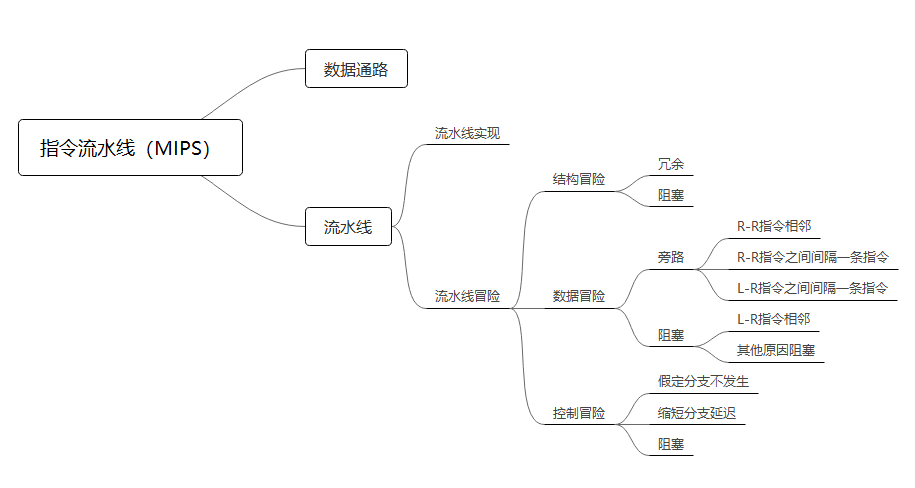 指令流水线（MIPS）
数据通路
流水线
流水线实现
流水线冒险
结构冒险
冗余
阻塞
数据冒险
旁路
R-R指令相邻
R-R指令之间间隔一条指令
L-R指令之间间隔一条指令
阻塞
L-R指令相邻
其他原因阻塞
控制冒险
假定分支不发生
缩短分支延迟
阻塞